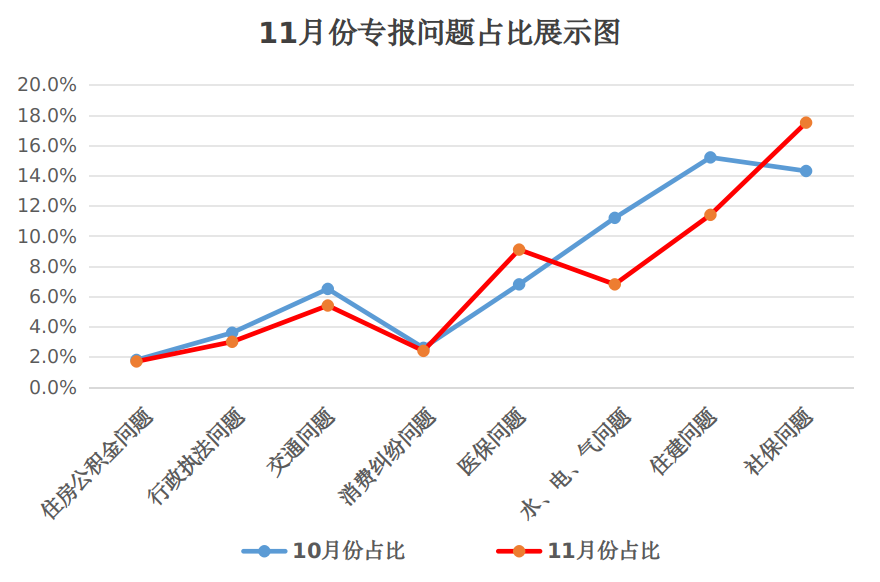 11月份专报问题占比展示图
20.0%
18.0%
16.0%
14.0%
12.0%
10.0%
8.0%
6.0%
4.0%
2.0%
0.0%
住房公积金问题
行政执法问题
交通问题
消费纠纷问题
医保问题
水、电、气问题
住建问题
社保问题
10月份占比
11月份占比